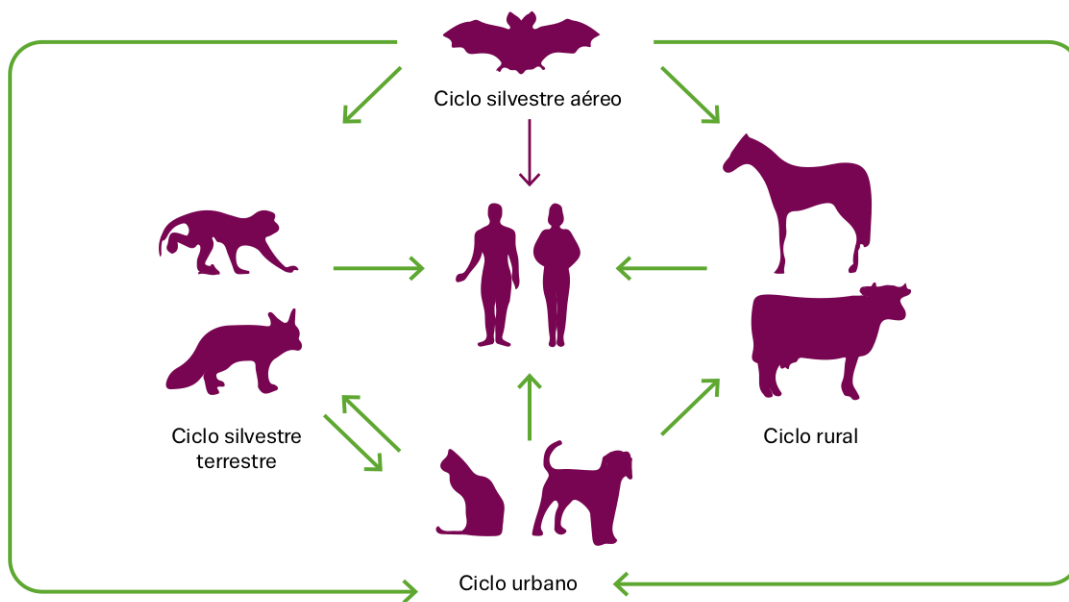 Ciclo silvestre aéreo
Ciclo silvestre
terrestre
Ciclo rural
Ciclo urbano